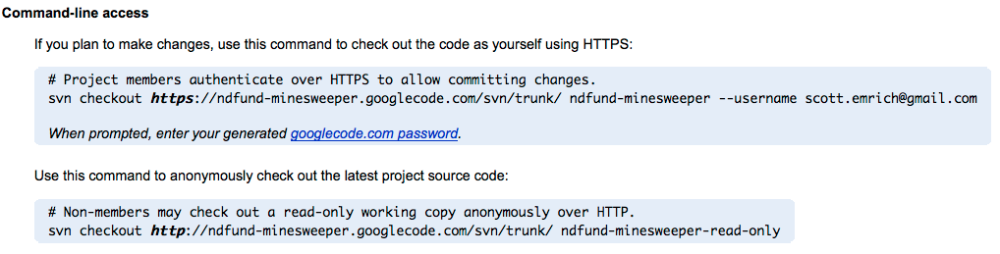 Command-line access
If you plan to make changes, use this command to check out the code as yourself using HTTPS:
# Project members authenticate over HTTPS to allow committing changes.
svn checkout https://ndfund-minesweeper.googlecode.com/svn/trunk/ ndfund-minesweeper --username scott.emrich@gmail.com
When prompted, enter your generated googlecode.com password.
Use this command to anonymously check out the latest project source code:
# Non-members may check out a read-only working copy anonymously over HTTP.
svn checkout http://ndfund-minesweeper.googlecode.com/svn/trunk/ ndfund-minesweeper-read-only